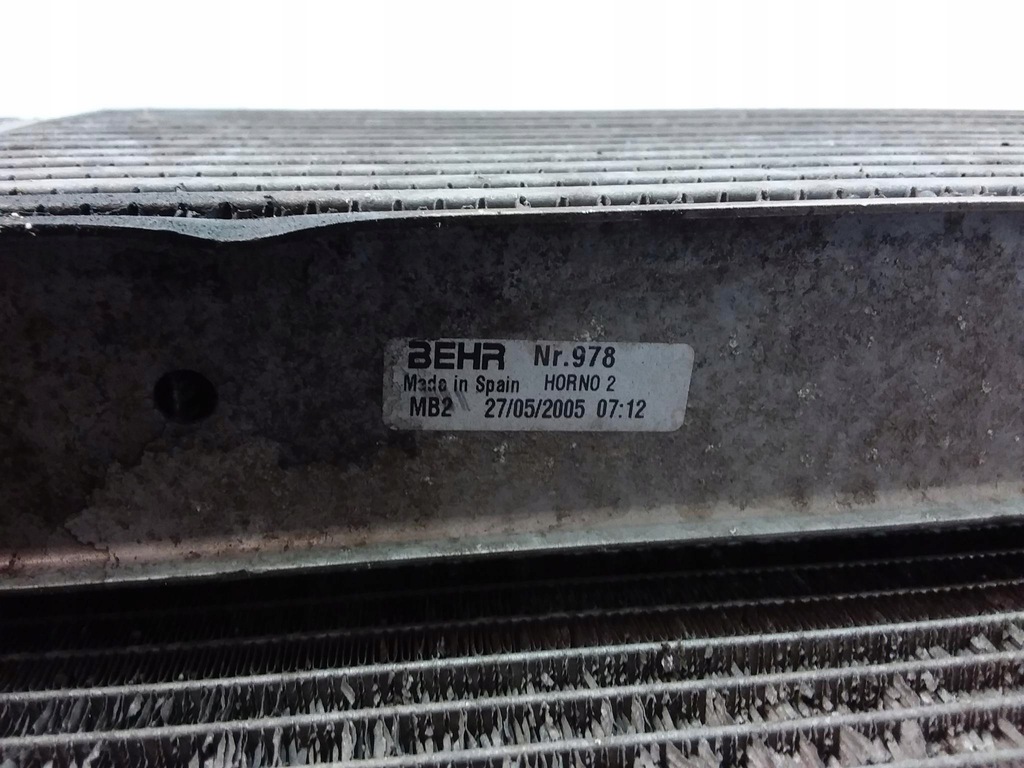 BEHR Nr.978
Made in Spain HORNO 2
MB2 27/05/2005 07:12